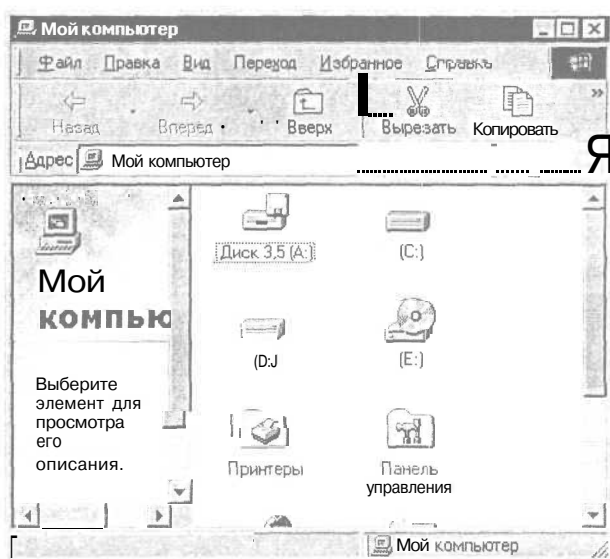 Мой компьютер
Файл Правка Вид Переход Избранное Справка
Назад Вперед Вверх Вырезать Копировать »
Адрес Мой компьютер Я
Диск 3,5 (A:) (C:)
Мой
компью
(D:J (E:)
Выберите
элемент для
просмотра
его
описания.
Принтеры Панель
управления
Мой компьютер